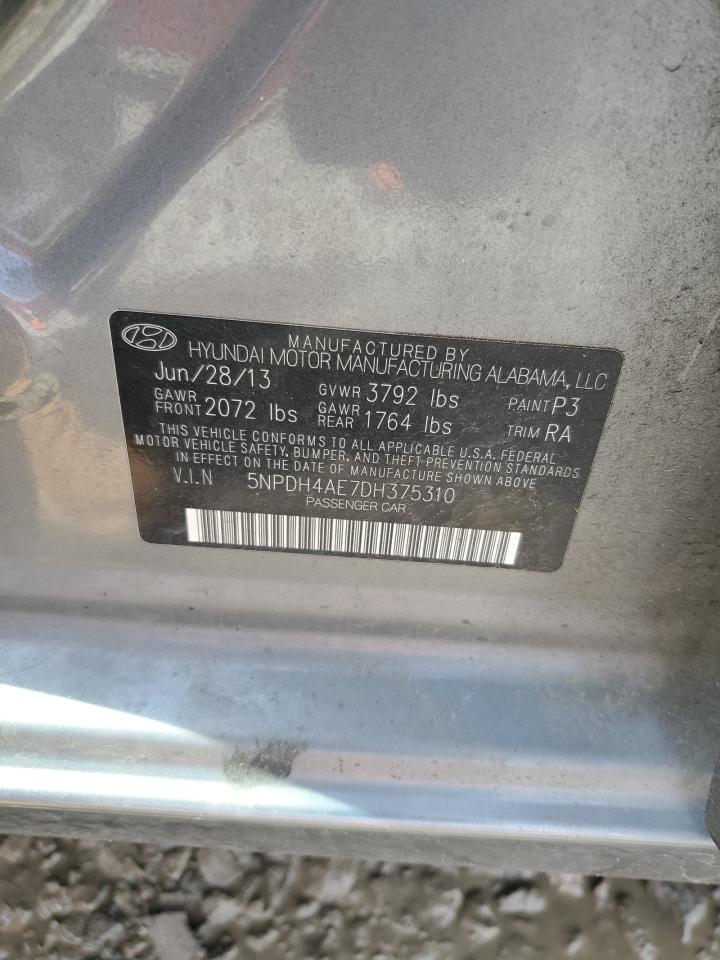 MANUFACTURED BY
HYUNDAI MOTOR MANUFACTURING ALABAMA, LLC
Jun/28/13 GVWR 3792 lbs PAINT P3
GAWR FRONT 2072 lbs GAWR REAR 1764 lbs TRIM RA
THIS VEHICLE CONFORMS TO ALL APPLICABLE U.S.A. FEDERAL
MOTOR VEHICLE SAFETY, BUMPER, AND THEFT PREVENTION STANDARDS
IN EFFECT ON THE DATE OF MANUFACTURE SHOWN ABOVE
V.I.N 5NPDH4AE7DH375310
PASSENGER CAR